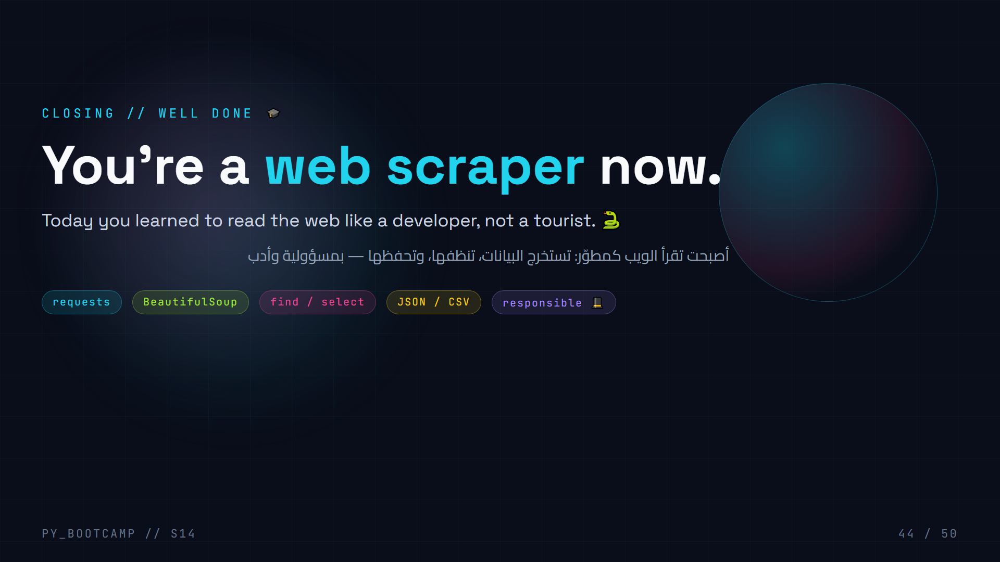 CLOSING // WELL DONE 🎓
You’re a web scraper now.
Today you learned to read the web like a developer, not a tourist. 🐍
أصبحت تقرأ الويب كمطوّر: تستخرج البيانات، تنظفها، وتحفظها — بمسؤولية وأدب
requests BeautifulSoup find / select JSON / CSV responsible 🎩
PY_BOOTCAMP // S14 44 / 50